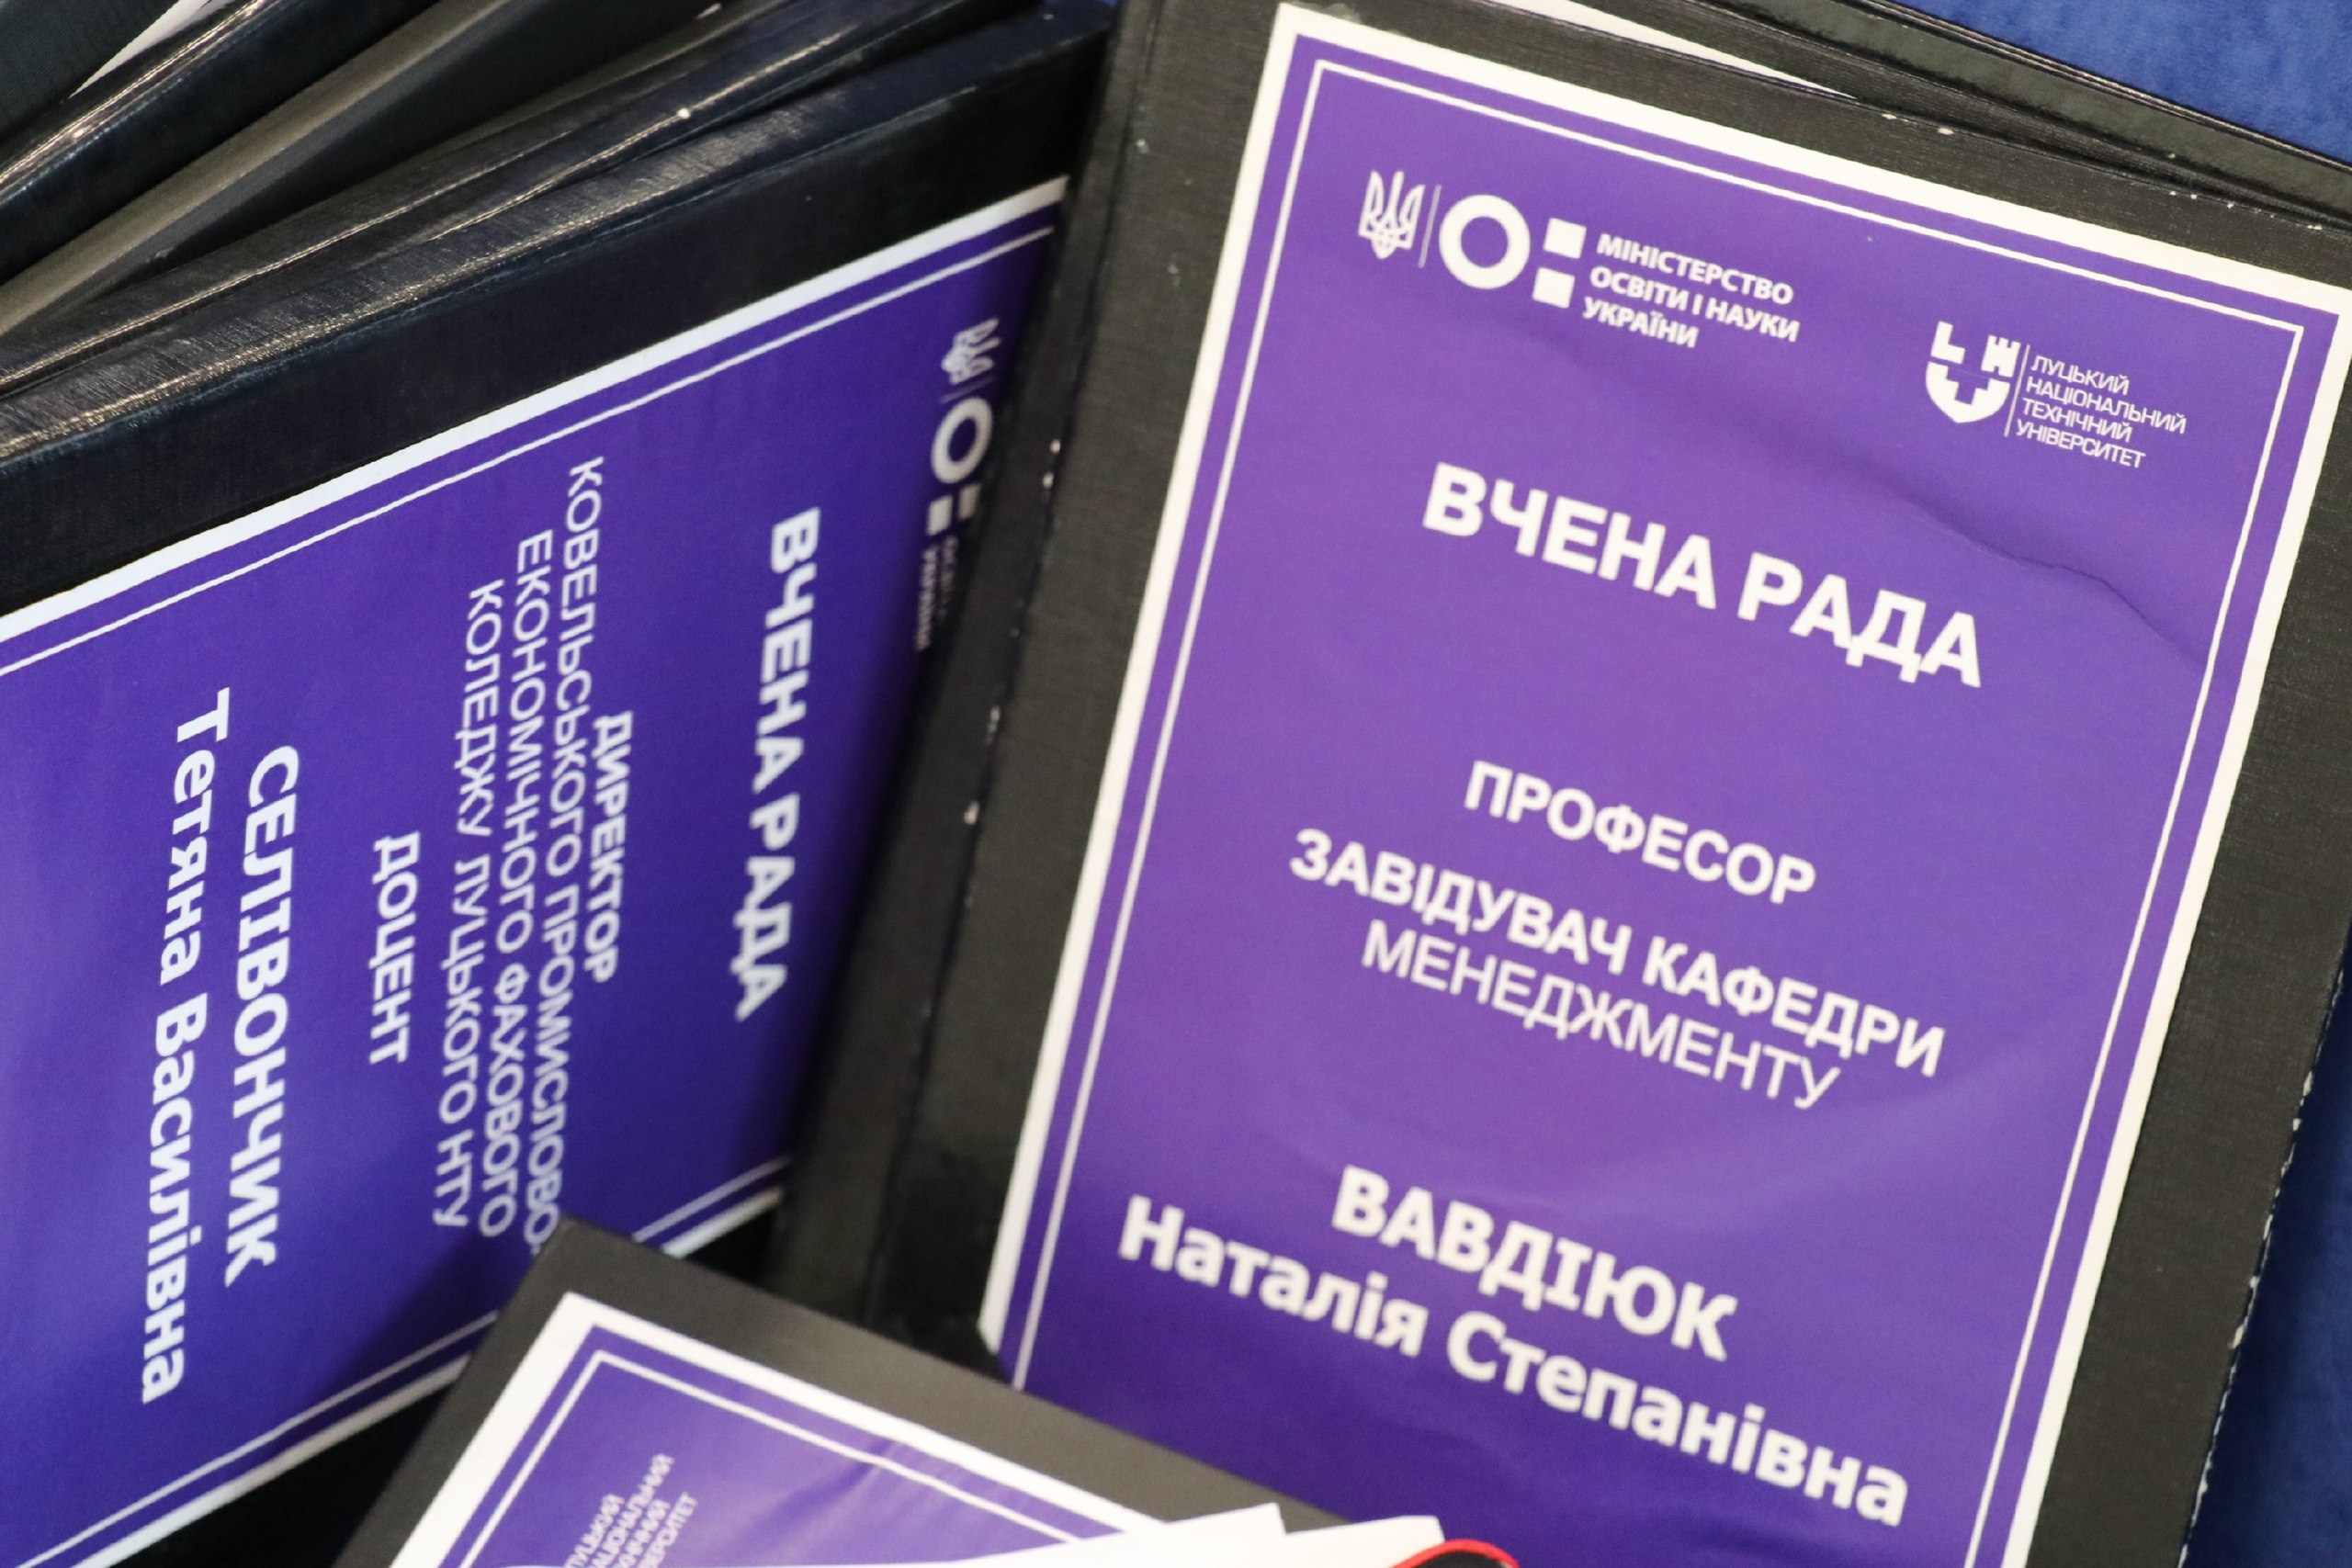 МІНІСТЕРСТВО
ОСВІТИ І НАУКИ
УКРАЇНИ
ЛУЦЬКИЙ
НАЦІОНАЛЬНИЙ
ТЕХНІЧНИЙ
УНІВЕРСИТЕТ
ВЧЕНА РАДА
ПРОФЕСОР
ЗАВІДУВАЧ КАФЕДРИ
МЕНЕДЖМЕНТУ
ВАВДІЮК
Наталія Степанівна
ВЧЕНА РАДА
ДИРЕКТОР
КОВЕЛЬСЬКОГО ПРОМИСЛОВО-
ЕКОНОМІЧНОГО ФАХОВОГО
КОЛЕДЖУ ЛУЦЬКОГО НТУ
ДОЦЕНТ
СЕЛІВОНЧИК
Тетяна Василівна